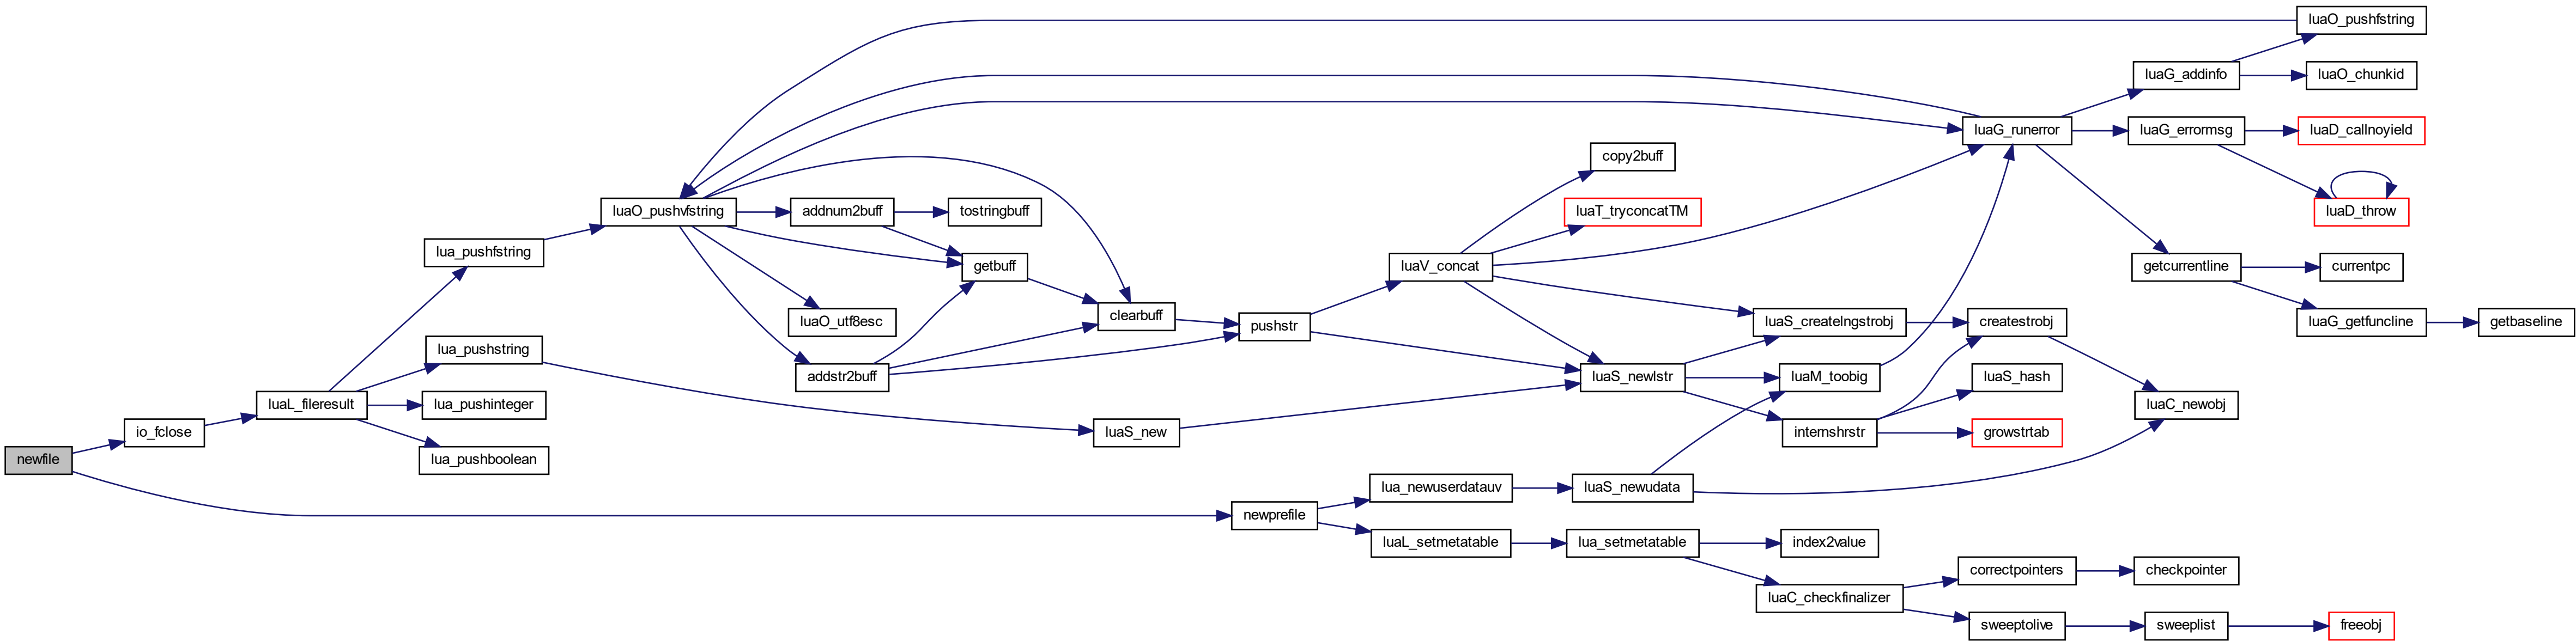 newfile
io_fclose
luaL_fileresult
lua_pushfstring
lua_pushstring
lua_pushinteger
lua_pushboolean
luaO_pushvfstring
addnum2buff
tostringbuff
getbuff
luaO_utf8esc
addstr2buff
clearbuff
pushstr
luaS_new
newprefile
luaV_concat
copy2buff
luaT_tryconcatTM
luaS_createlngstrobj
luaS_newlstr
luaM_toobig
internshrstr
lua_newuserdatauv
luaS_newudata
luaL_setmetatable
lua_setmetatable
index2value
luaC_checkfinalizer
luaG_runerror
createstrobj
luaS_hash
growstrtab
correctpointers
sweeptolive
luaO_pushfstring
luaG_addinfo
luaO_chunkid
luaG_errormsg
luaD_callnoyield
luaD_throw
getcurrentline
currentpc
luaG_getfuncline
getbaseline
luaC_newobj
checkpointer
sweeplist
freeobj